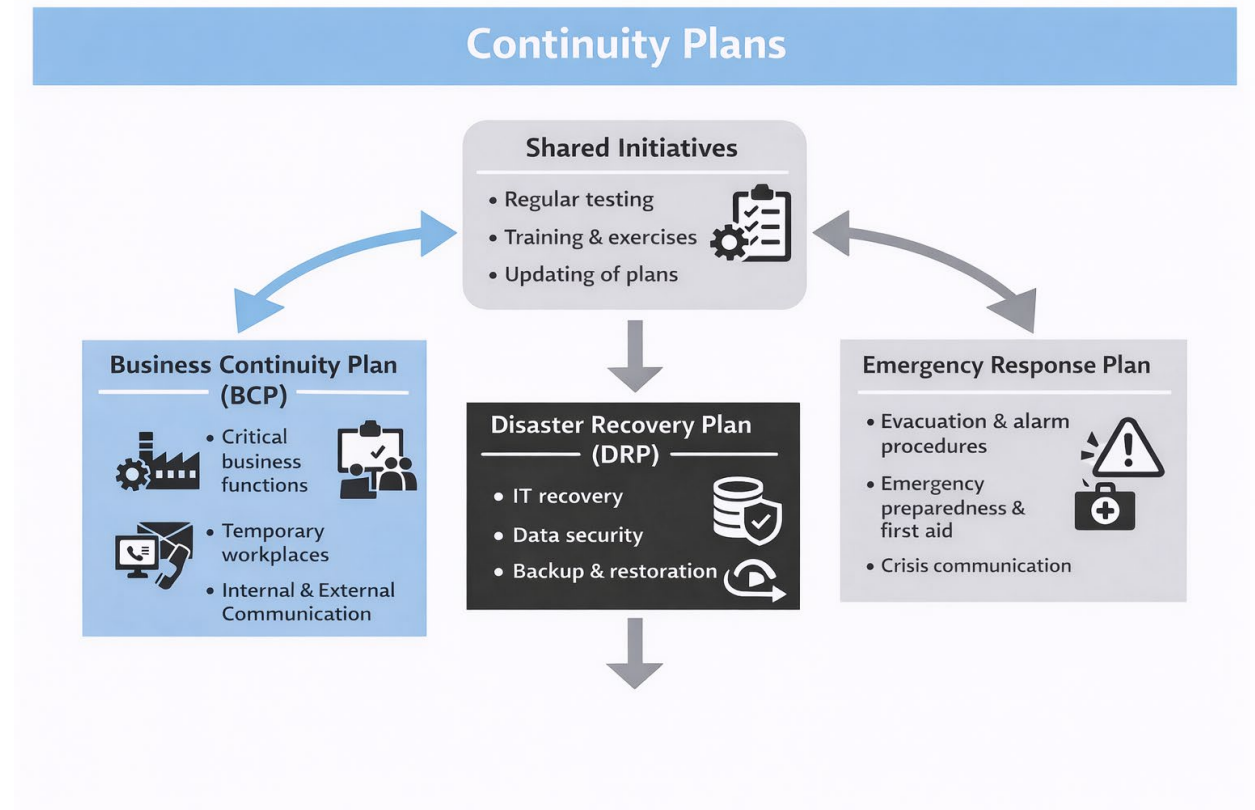 Continuity Plans
Shared Initiatives
• Regular testing
• Training & exercises
• Updating of plans
Business Continuity Plan
(BCP)
• Critical
business
functions
• Temporary
workplaces
• Internal & External
Communication
Disaster Recovery Plan
(DRP)
• IT recovery
• Data security
• Backup & restoration
Emergency Response Plan
• Evacuation & alarm
procedures
• Emergency
preparedness &
first aid
• Crisis communication